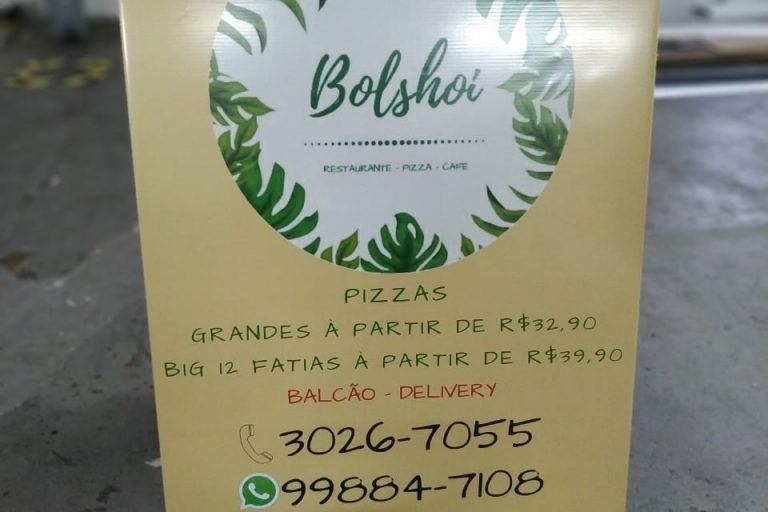 Bolshoi
RESTAURANTE - PIZZA - CAFE
PIZZAS
GRANDES À PARTIR DE R$32,90
BIG 12 FATIAS À PARTIR DE R$39,90
BALCÃO - DELIVERY
3026-7055
99884-7108